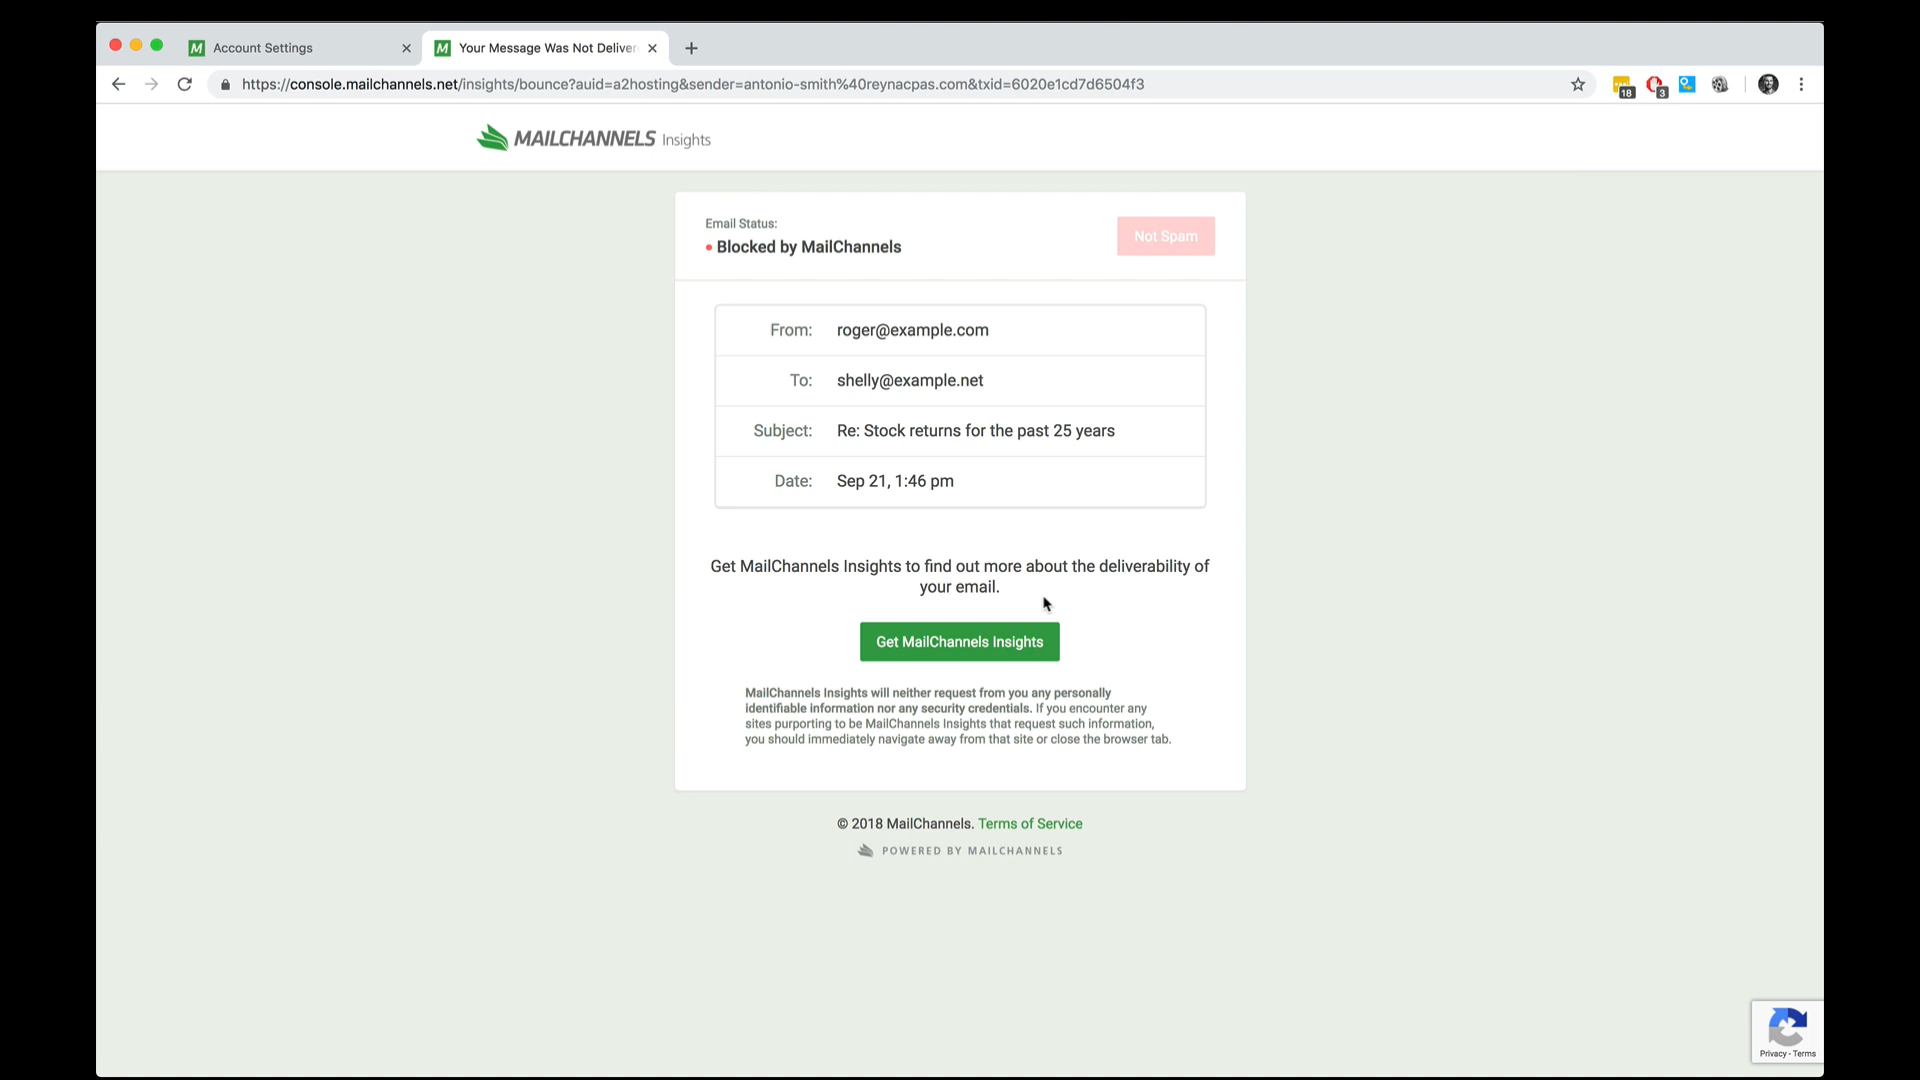 Account Settings
Your Message Was Not Deliver
https://console.mailchannels.net/insights/bounce?auid=a2hosting&sender=antonio-smith%40reynacpas.com&txid=6020e1cd7d6504f3
18
3
MAILCHANNELS Insights
Email Status:
Blocked by MailChannels
Not Spam
From: roger@example.com
To: shelly@example.net
Subject: Re: Stock returns for the past 25 years
Date: Sep 21, 1:46 pm
Get MailChannels Insights to find out more about the deliverability of
your email.
Get MailChannels Insights
MailChannels Insights will neither request from you any personally
identifiable information nor any security credentials. If you encounter any
sites purporting to be MailChannels Insights that request such information,
you should immediately navigate away from that site or close the browser tab.
© 2018 MailChannels. Terms of Service
POWERED BY MAILCHANNELS
Privacy - Terms